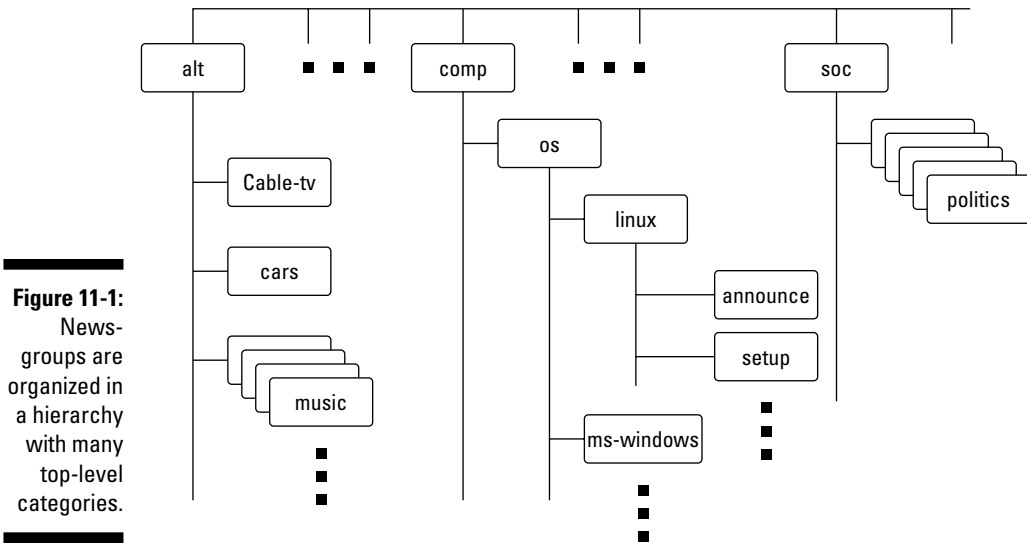 alt
comp
soc
os
Cable-tv
politics
linux
cars
announce
setup
music
ms-windows
Figure 11-1:
News-
groups are
organized in
a hierarchy
with many
top-level
categories.